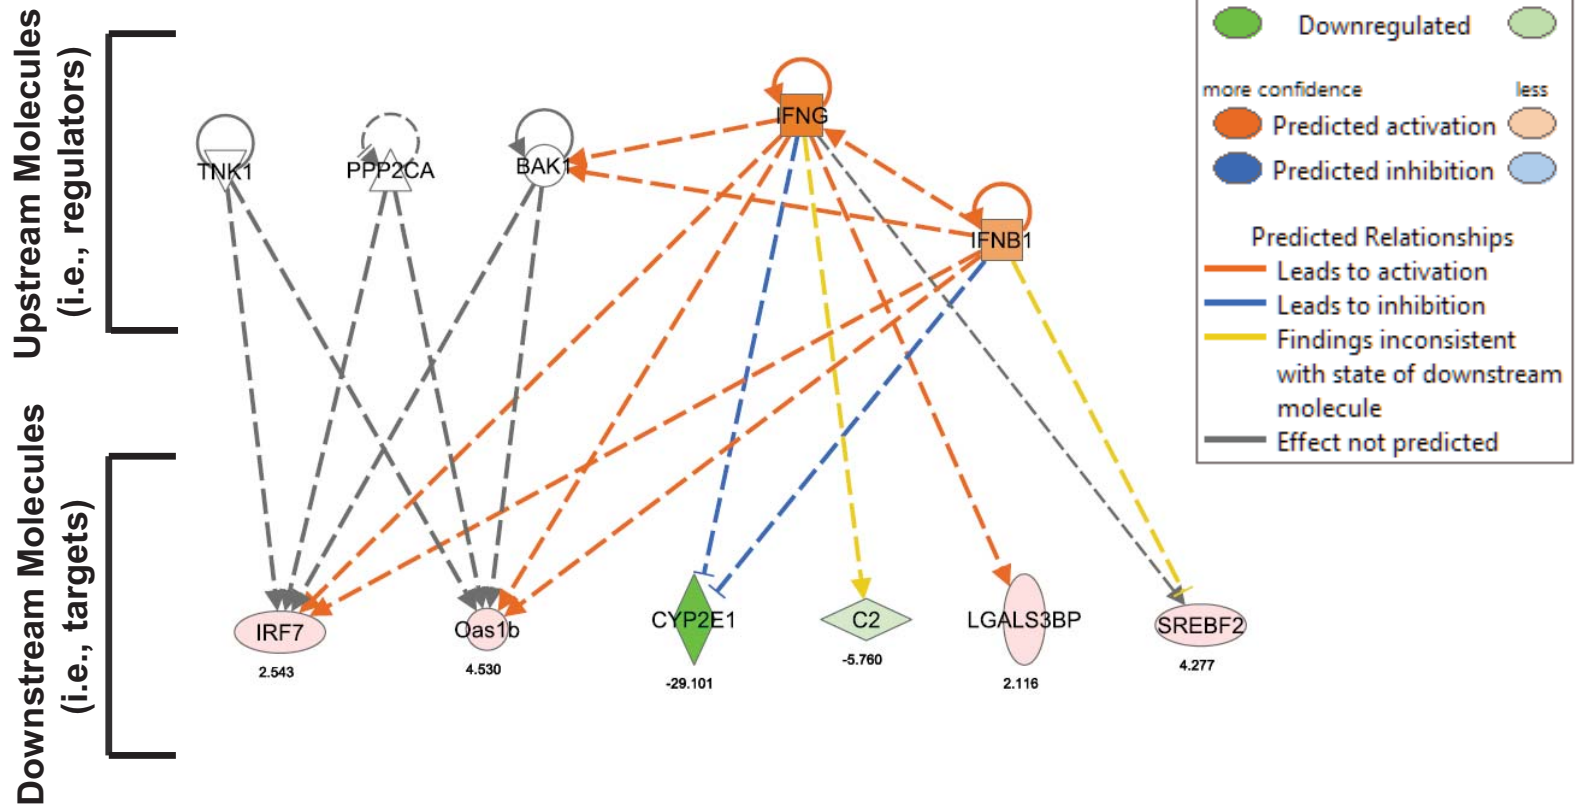 Upstream Molecules
(i.e., regulators)
Downstream Molecules
(i.e., targets)
TNK1
PPP2CA
BAK1
IFNG
IFNB1
IRF7
2.543
Oas1b
4.530
CYP2E1
-29.101
C2
-5.760
LGALS3BP
2.116
SREBF2
4.277
Downregulated
more confidence less
Predicted activation
Predicted inhibition
Predicted Relationships
Leads to activation
Leads to inhibition
Findings inconsistent
with state of downstream
molecule
Effect not predicted